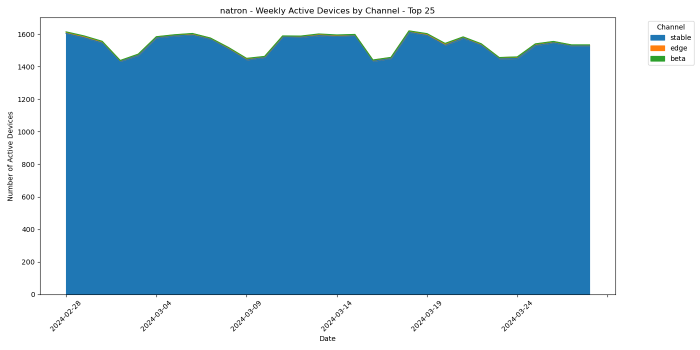 natron - Weekly Active Devices by Channel - Top 25
Channel
stable
edge
beta
Number of Active Devices
1600
1400
1200
1000
800
600
400
200
0
2024-02-28
2024-03-04
2024-03-09
2024-03-14
2024-03-19
2024-03-24
Date